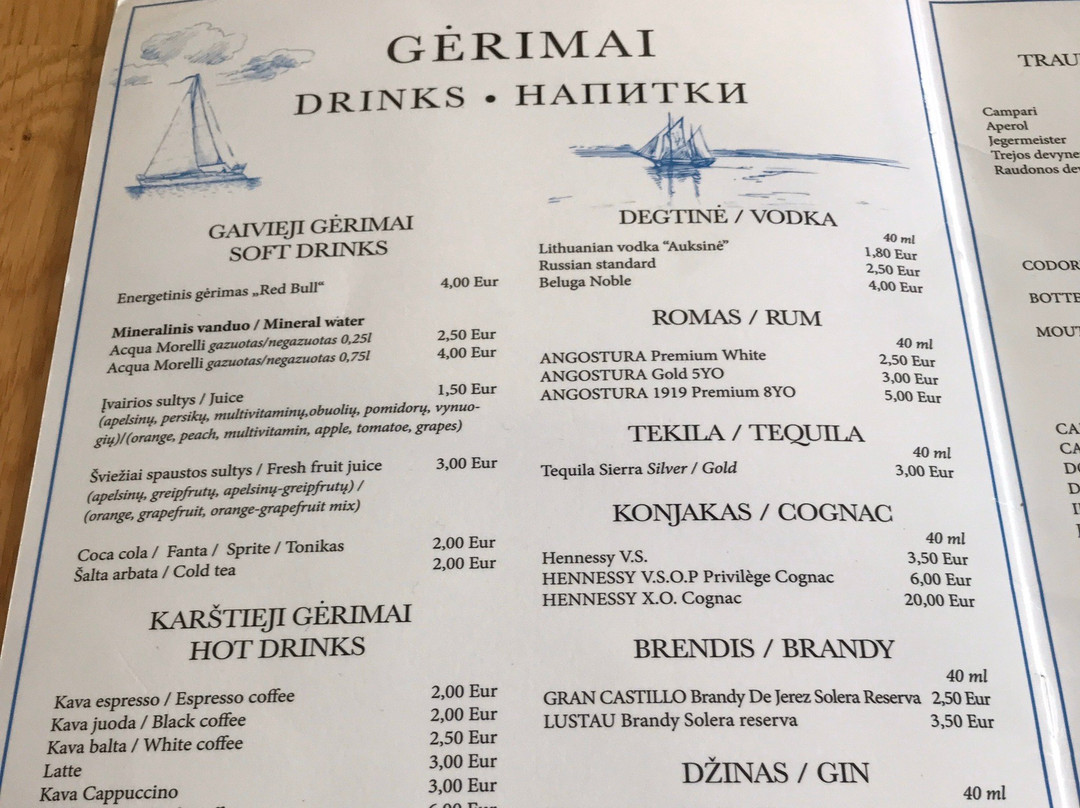 GĖRIMAI
DRINKS • НАПИТКИ
GAIVIEJI GĖRIMAI
SOFT DRINKS
Energetinis gėrimas „Red Bull“ 4,00 Eur
Mineralinis vanduo / Mineral water
Acqua Morelli gazuotas/negazuotas 0,25l 2,50 Eur
Acqua Morelli gazuotas/negazuotas 0,75l 4,00 Eur
Įvairios sultys / Juice 1,50 Eur
(apelsinų, persikų, multivitaminų,obuolių, pomidorų, vynuo-
gių)/(orange, peach, multivitamin, apple, tomatoe, grapes)
Šviežiai spaustos sultys / Fresh fruit juice 3,00 Eur
(apelsinų, greipfrutų, apelsinų-greipfrutų) /
(orange, grapefruit, orange-grapefruit mix)
Coca cola / Fanta / Sprite / Tonikas 2,00 Eur
Šalta arbata / Cold tea 2,00 Eur
KARŠTIEJI GĖRIMAI
HOT DRINKS
Kava espresso / Espresso coffee 2,00 Eur
Kava juoda / Black coffee 2,00 Eur
Kava balta / White coffee 2,50 Eur
Latte 3,00 Eur
Kava Cappuccino 3,00 Eur
DEGTINĖ / VODKA
40 ml
Lithuanian vodka “Auksinė” 1,80 Eur
Russian standard 2,50 Eur
Beluga Noble 4,00 Eur
ROMAS / RUM
40 ml
ANGOSTURA Premium White 2,50 Eur
ANGOSTURA Gold 5YO 3,00 Eur
ANGOSTURA 1919 Premium 8YO 5,00 Eur
TEKILA / TEQUILA
40 ml
Tequila Sierra Silver / Gold 3,00 Eur
KONJAKAS / COGNAC
40 ml
Hennessy V.S. 3,50 Eur
HENNESSY V.S.O.P Privilège Cognac 6,00 Eur
HENNESSY X.O. Cognac 20,00 Eur
BRENDIS / BRANDY
40 ml
GRAN CASTILLO Brandy De Jerez Solera Reserva 2,50 Eur
LUSTAU Brandy Solera reserva 3,50 Eur
DŽINAS / GIN
40 ml
TRAU
Campari
Aperol
Jegermeister
Trejos devyne
Raudonos dev
CODOR
BOTTE
MOUT